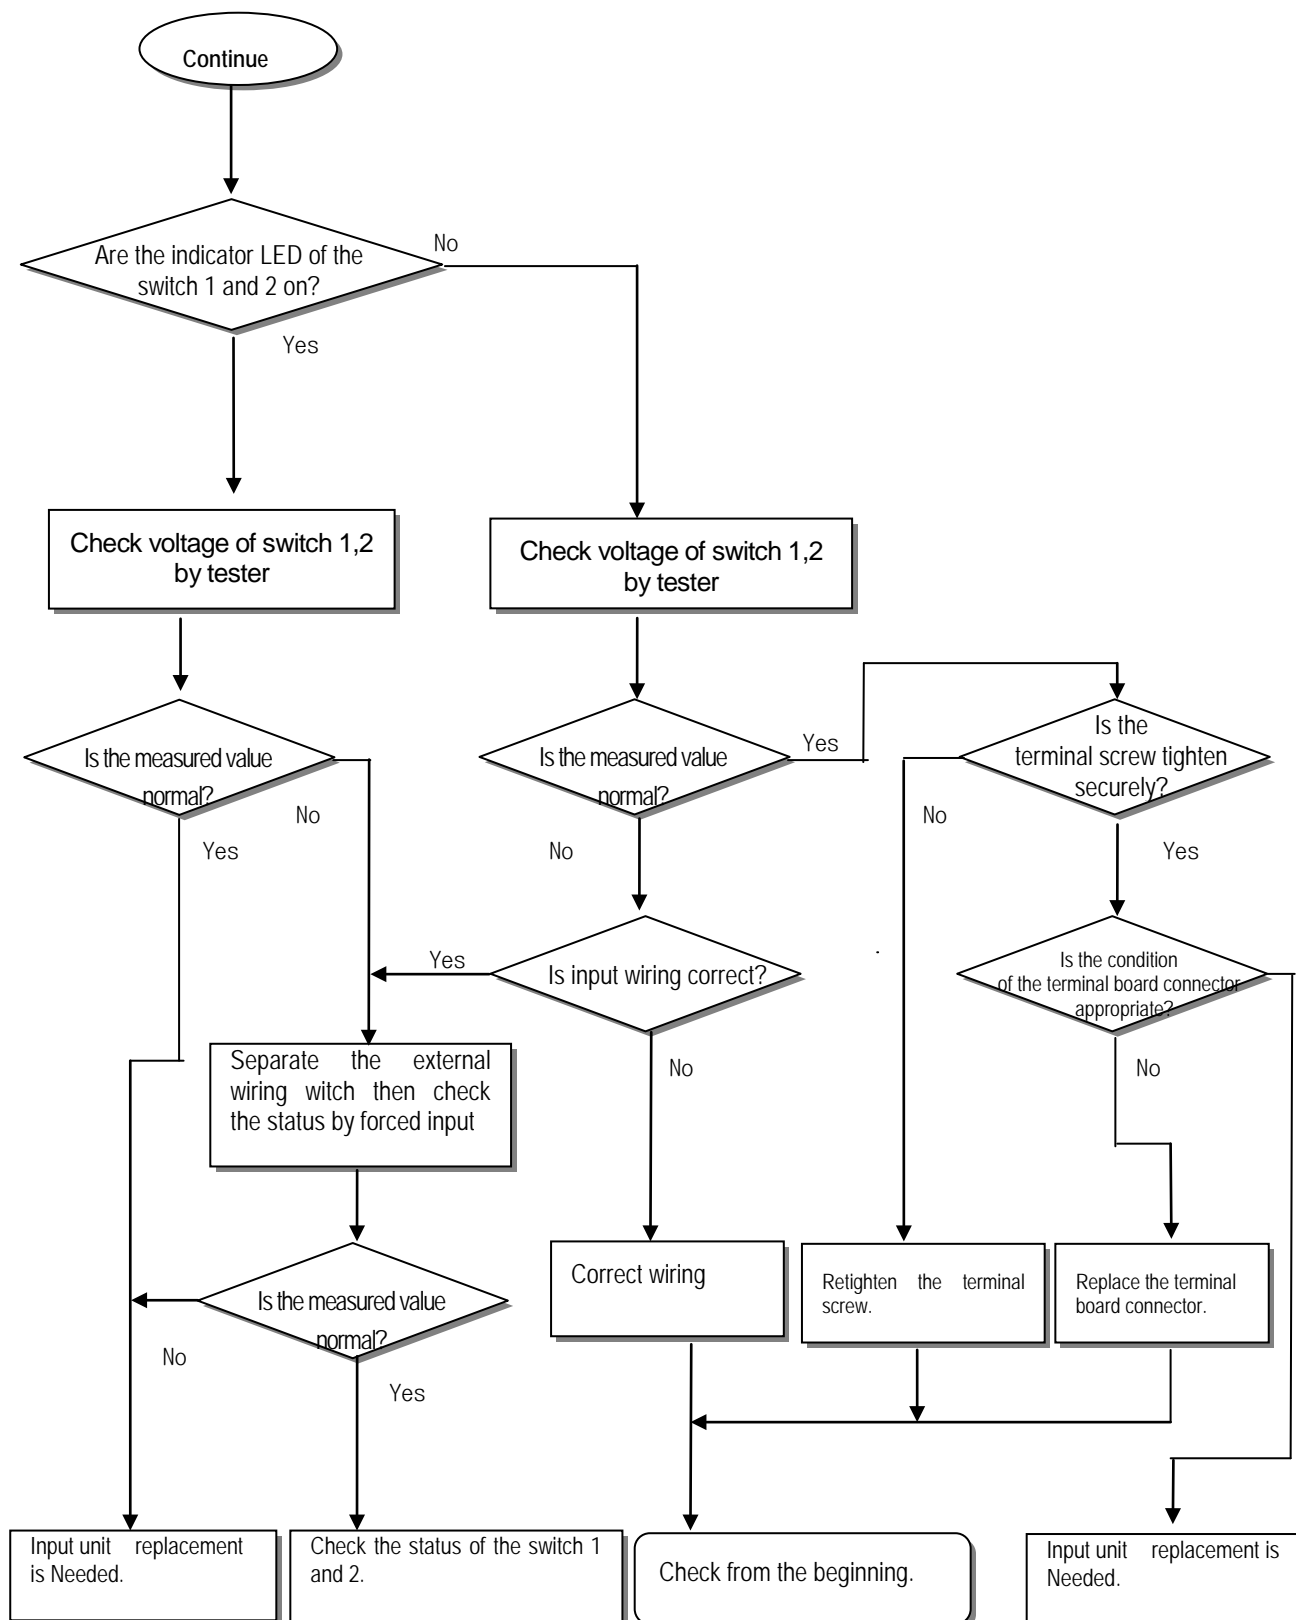 Continue
Are the indicator LED of the
switch 1 and 2 on?
No
Yes
Check voltage of switch 1,2
by tester
Check voltage of switch 1,2
by tester
Is the measured value
normal?
No
Yes
Is the measured value
normal?
Yes
No
Is the
terminal screw tighten
securely?
No
Yes
Is input wiring correct?
Yes
No
Is the condition
of the terminal board connector
appropriate?
No
Separate the external
wiring witch then check
the status by forced input
Is the measured value
normal?
No
Yes
Correct wiring
Retighten the terminal
screw.
Replace the terminal
board connector.
Input unit replacement
is Needed.
Check the status of the switch 1
and 2.
Check from the beginning.
Input unit replacement is
Needed.